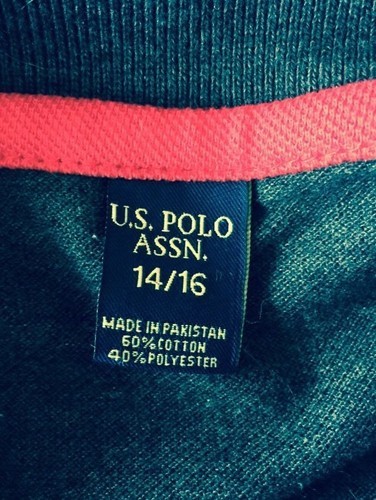 U.S. POLO
ASSN.
14/16
MADE IN PAKISTAN
60% COTTON
40% POLYESTER